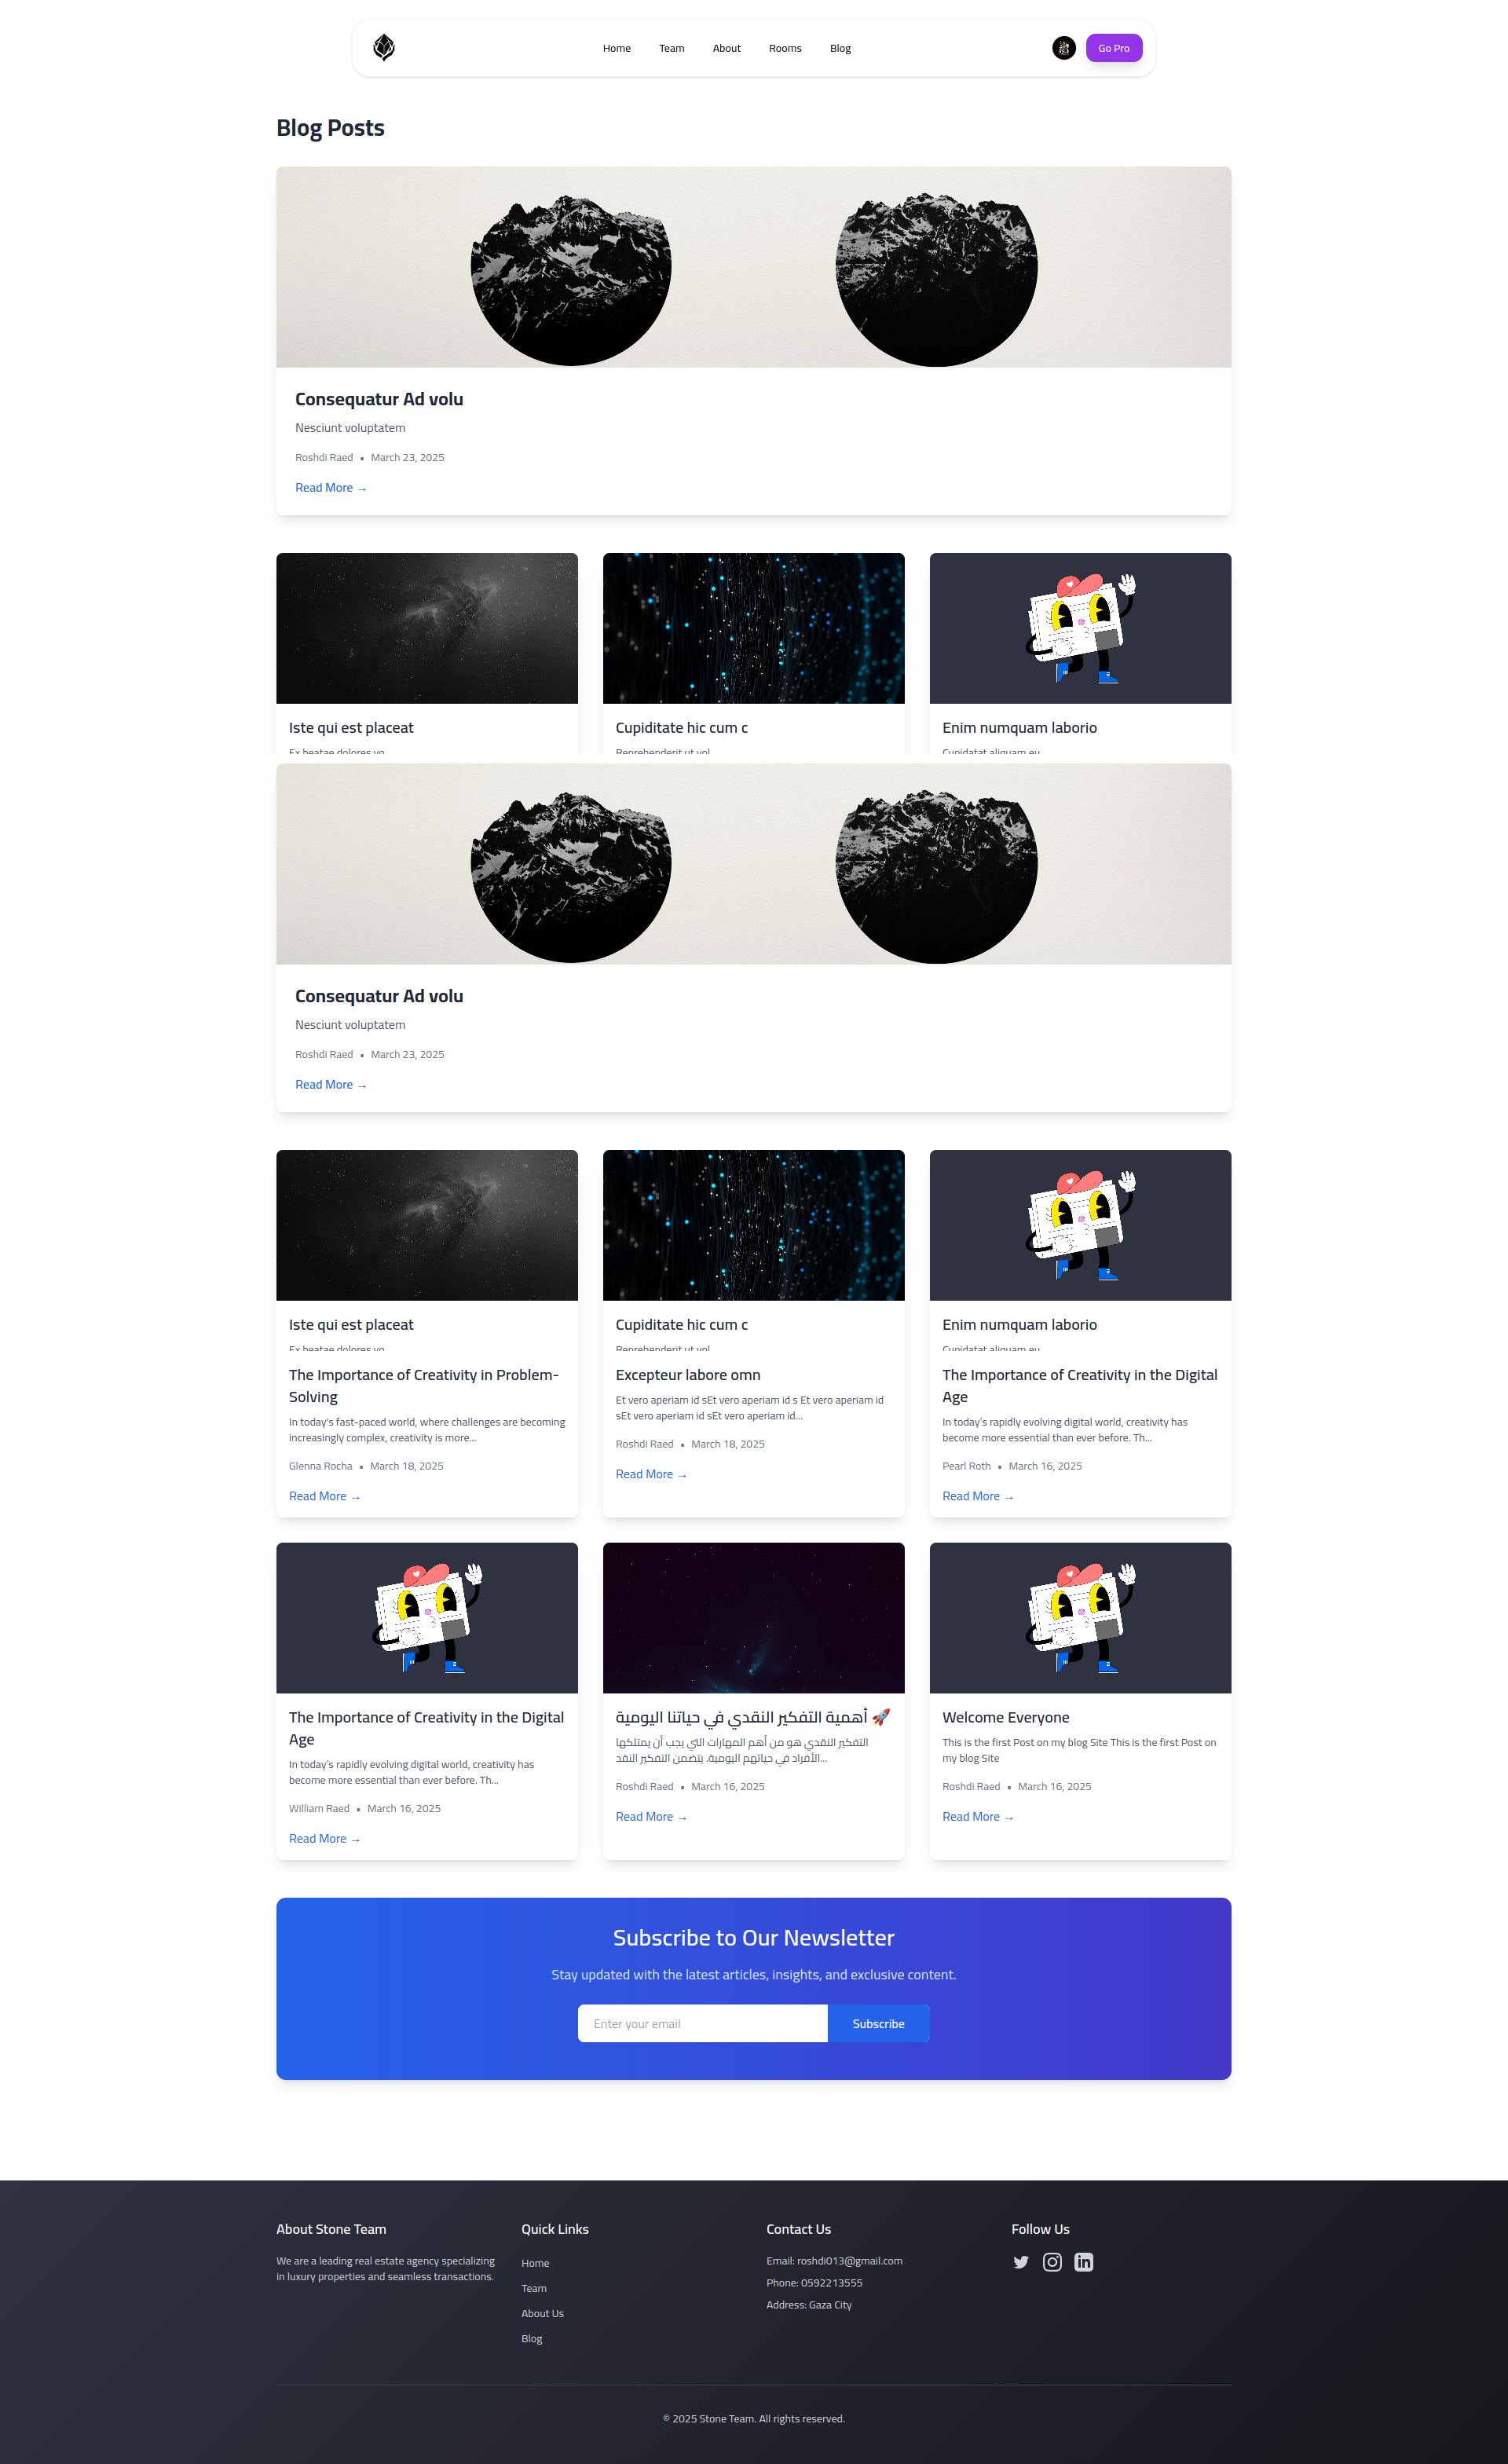 Home Team About Rooms Blog Go Pro
Blog Posts
Consequatur Ad volu
Nesciunt voluptatem
Roshdi Raed • March 23, 2025
Read More →
Iste qui est placeat
Ex beatae dolores vo
Cupiditate hic cum c
Reprehenderit ut vol
Enim numquam laborio
Cupidatat aliquam eu
Consequatur Ad volu
Nesciunt voluptatem
Roshdi Raed • March 23, 2025
Read More →
Iste qui est placeat
Ex beatae dolores vo
Cupiditate hic cum c
Reprehenderit ut vol
Enim numquam laborio
Cupidatat aliquam eu
The Importance of Creativity in Problem-
Solving
In today's fast-paced world, where challenges are becoming
increasingly complex, creativity is more...
Glenna Rocha • March 18, 2025
Read More →
Excepteur labore omn
Et vero aperiam id sEt vero aperiam id s Et vero aperiam id
sEt vero aperiam id sEt vero aperiam id...
Roshdi Raed • March 18, 2025
Read More →
The Importance of Creativity in the Digital
Age
In today’s rapidly evolving digital world, creativity has
become more essential than ever before. Th...
Pearl Roth • March 16, 2025
Read More →
The Importance of Creativity in the Digital
Age
In today’s rapidly evolving digital world, creativity has
become more essential than ever before. Th...
William Raed • March 16, 2025
Read More →
🚀 أهمية التفكير النقدي في حياتنا اليومية
التفكير النقدي هو من أهم المهارات التي يجب أن يمتلكها
الأفراد في حياتهم اليومية. يتضمن التفكير النقد...
Roshdi Raed • March 16, 2025
Read More →
Welcome Everyone
This is the first Post on my blog Site This is the first Post on
my blog Site
Roshdi Raed • March 16, 2025
Read More →
Subscribe to Our Newsletter
Stay updated with the latest articles, insights, and exclusive content.
Enter your email Subscribe
About Stone Team
We are a leading real estate agency specializing
in luxury properties and seamless transactions.
Quick Links
Home
Team
About Us
Blog
Contact Us
Email: roshdi013@gmail.com
Phone: 0592213555
Address: Gaza City
Follow Us
© 2025 Stone Team. All rights reserved.